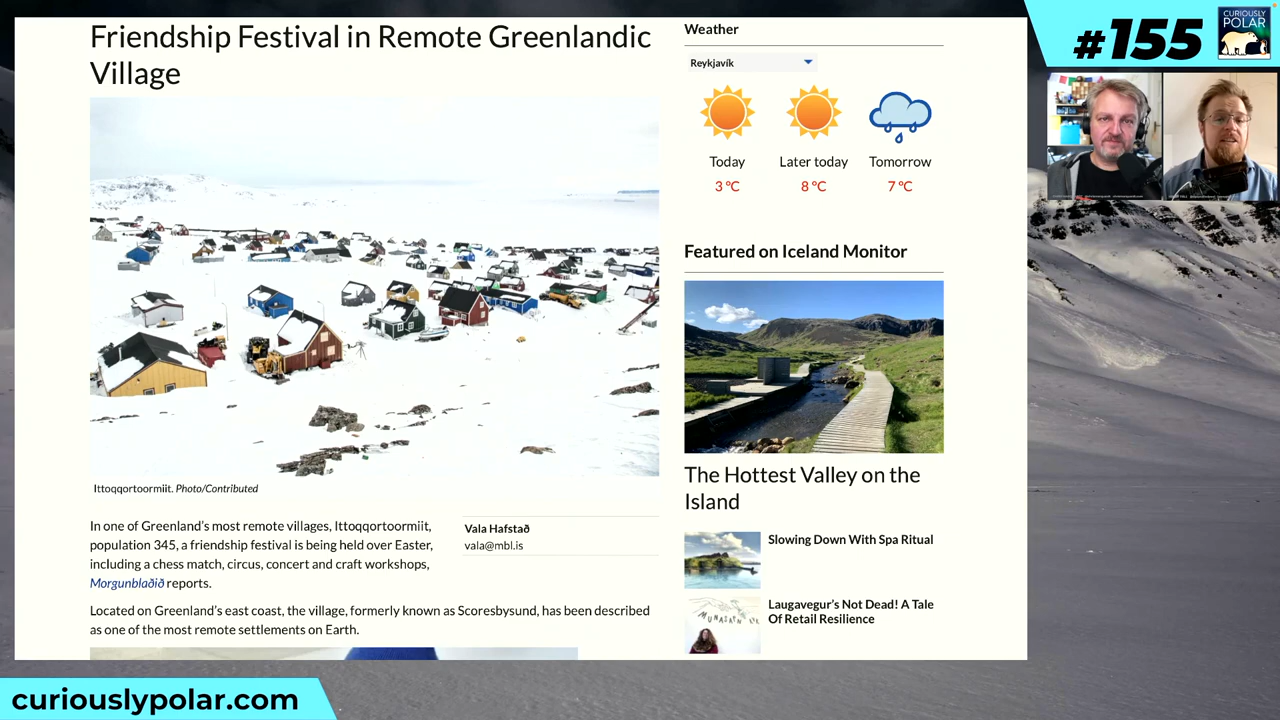 Friendship Festival in Remote Greenlandic
Village
Ittoqqortoormiit. Photo/Contributed
In one of Greenland's most remote villages, Ittoqqortoormiit,
population 345, a friendship festival is being held over Easter,
including a chess match, circus, concert and craft workshops,
Morgunblaðið reports.
Vala Hafstað
vala@mbl.is
Located on Greenland's east coast, the village, formerly known as Scoresbysund, has been described
as one of the most remote settlements on Earth.
Weather
Reykjavík
Today
Later today
Tomorrow
3 ºC
8 ºC
7 ºC
Featured on Iceland Monitor
The Hottest Valley on the
Island
Slowing Down With Spa Ritual
Laugavegur's Not Dead! A Tale
Of Retail Resilience
#155
CURIOUSLY
POLAR
curiouslypolar.com